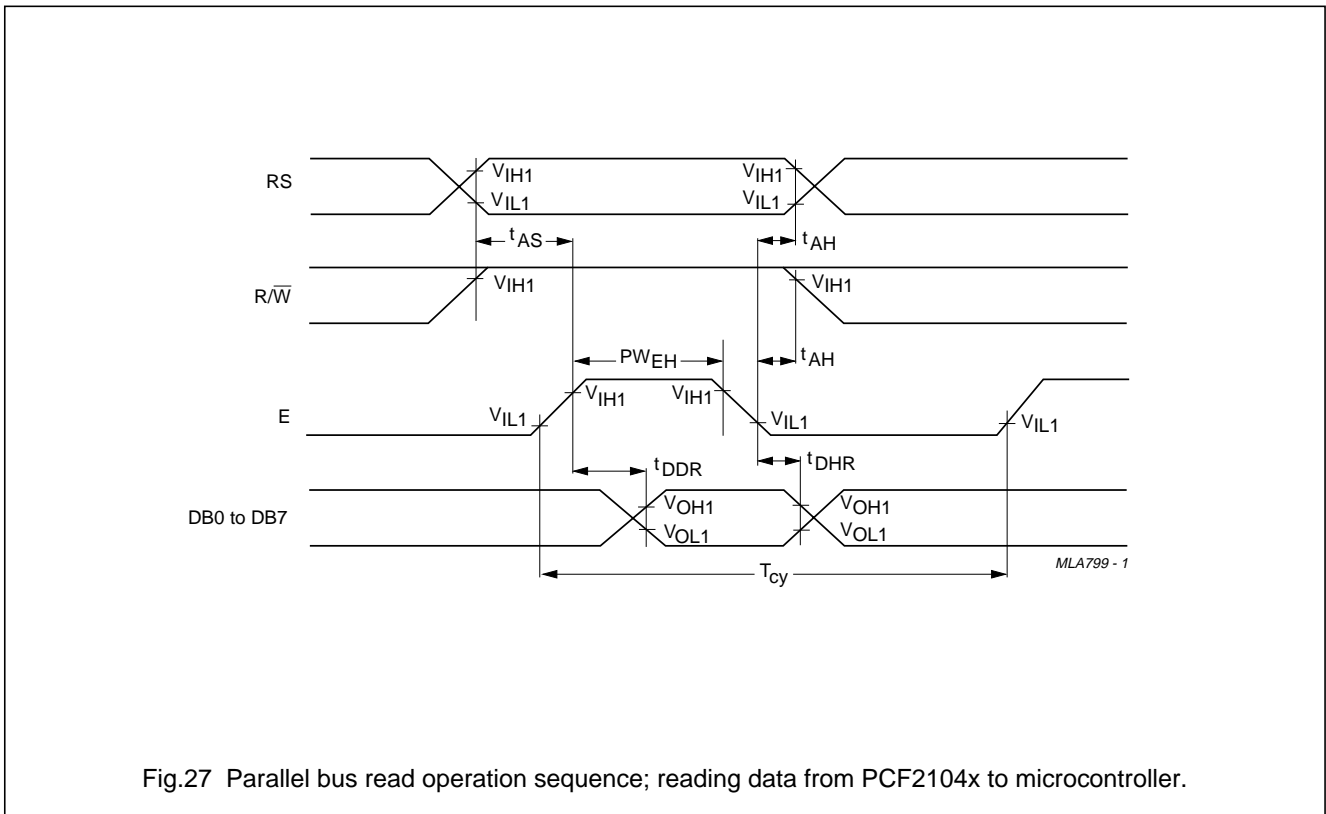 RS
VIH1
VIH1
VIL1
VIL1
tAS
tAH
R/W̅
VIH1
VIH1
PWEH
tAH
E
VIH1
VIH1
VIL1
VIL1
VIL1
tDDR
tDHR
DB0 to DB7
VOH1
VOH1
VOL1
VOL1
MLA799 - 1
Tcy
Fig.27 Parallel bus read operation sequence; reading data from PCF2104x to microcontroller.